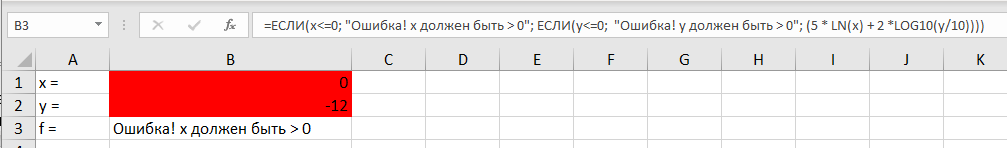 B3 fx =ЕСЛИ(x<=0; "Ошибка! x должен быть > 0"; ЕСЛИ(y<=0;  "Ошибка! y должен быть > 0"; (5 * LN(x) + 2 *LOG10(y/10))))
A B C D E F G H I J K
1 x = 0
2 y = -12
3 f = Ошибка! x должен быть > 0